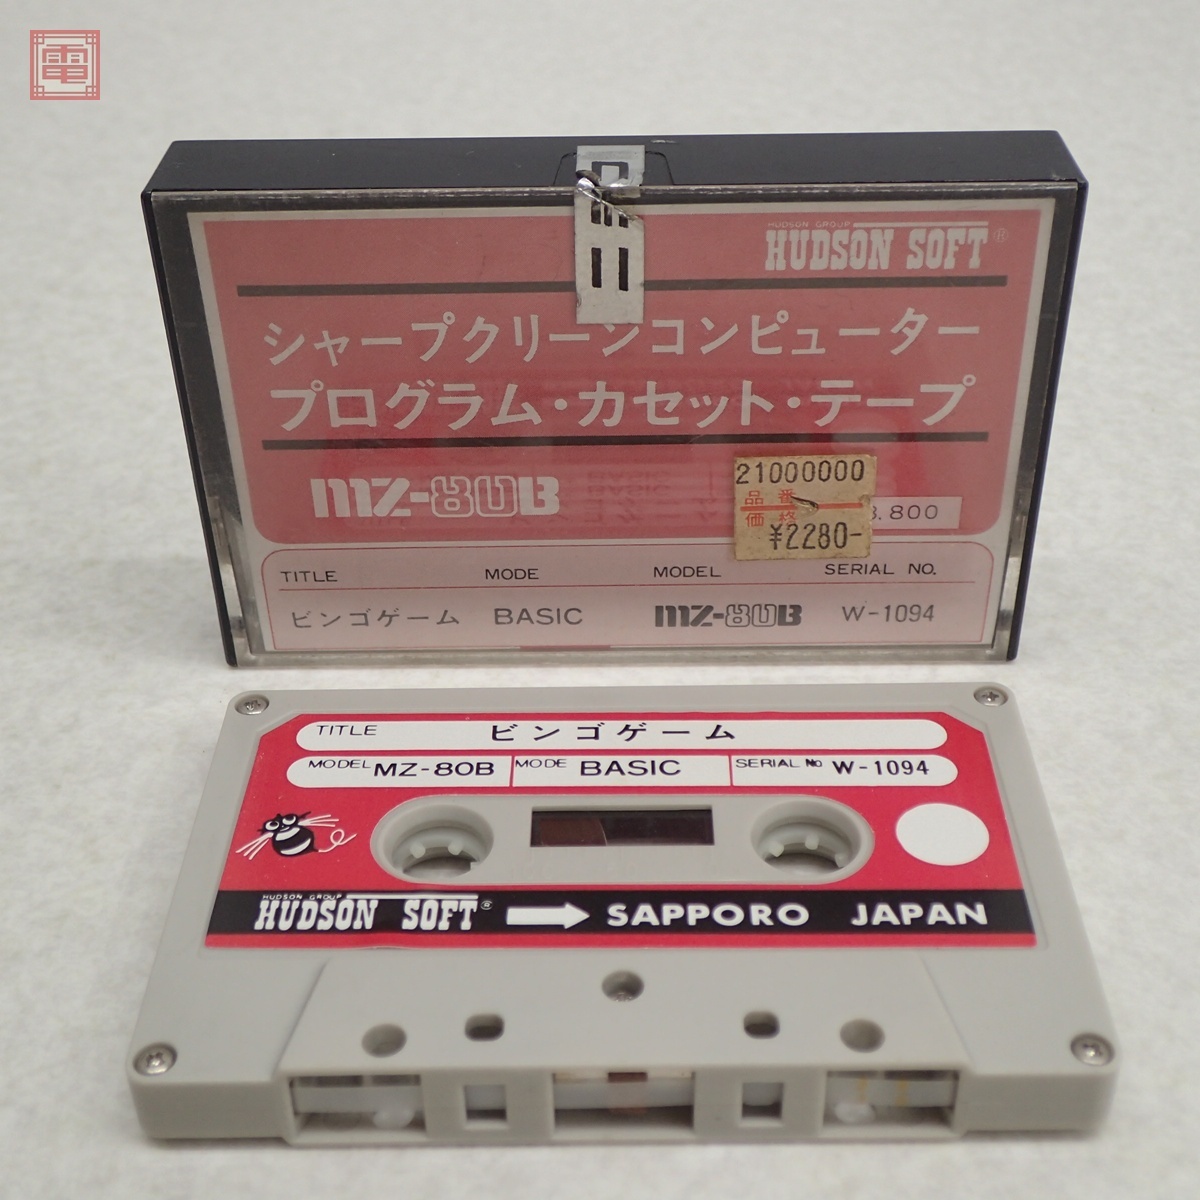 電
HUDSON GROUP
HUDSON SOFT®
シャープクリーンコンピューター
プログラム・カセット・テープ
MZ-80B
21000000
品番
価格
¥2280-
.800
TITLE MODE MODEL SERIAL NO.
ビンゴゲーム BASIC MZ-80B W-1094
TITLE ビンゴゲーム
MODEL MZ-80B MODE BASIC SERIAL No W-1094
HUDSON GROUP
HUDSON SOFT® SAPPORO JAPAN